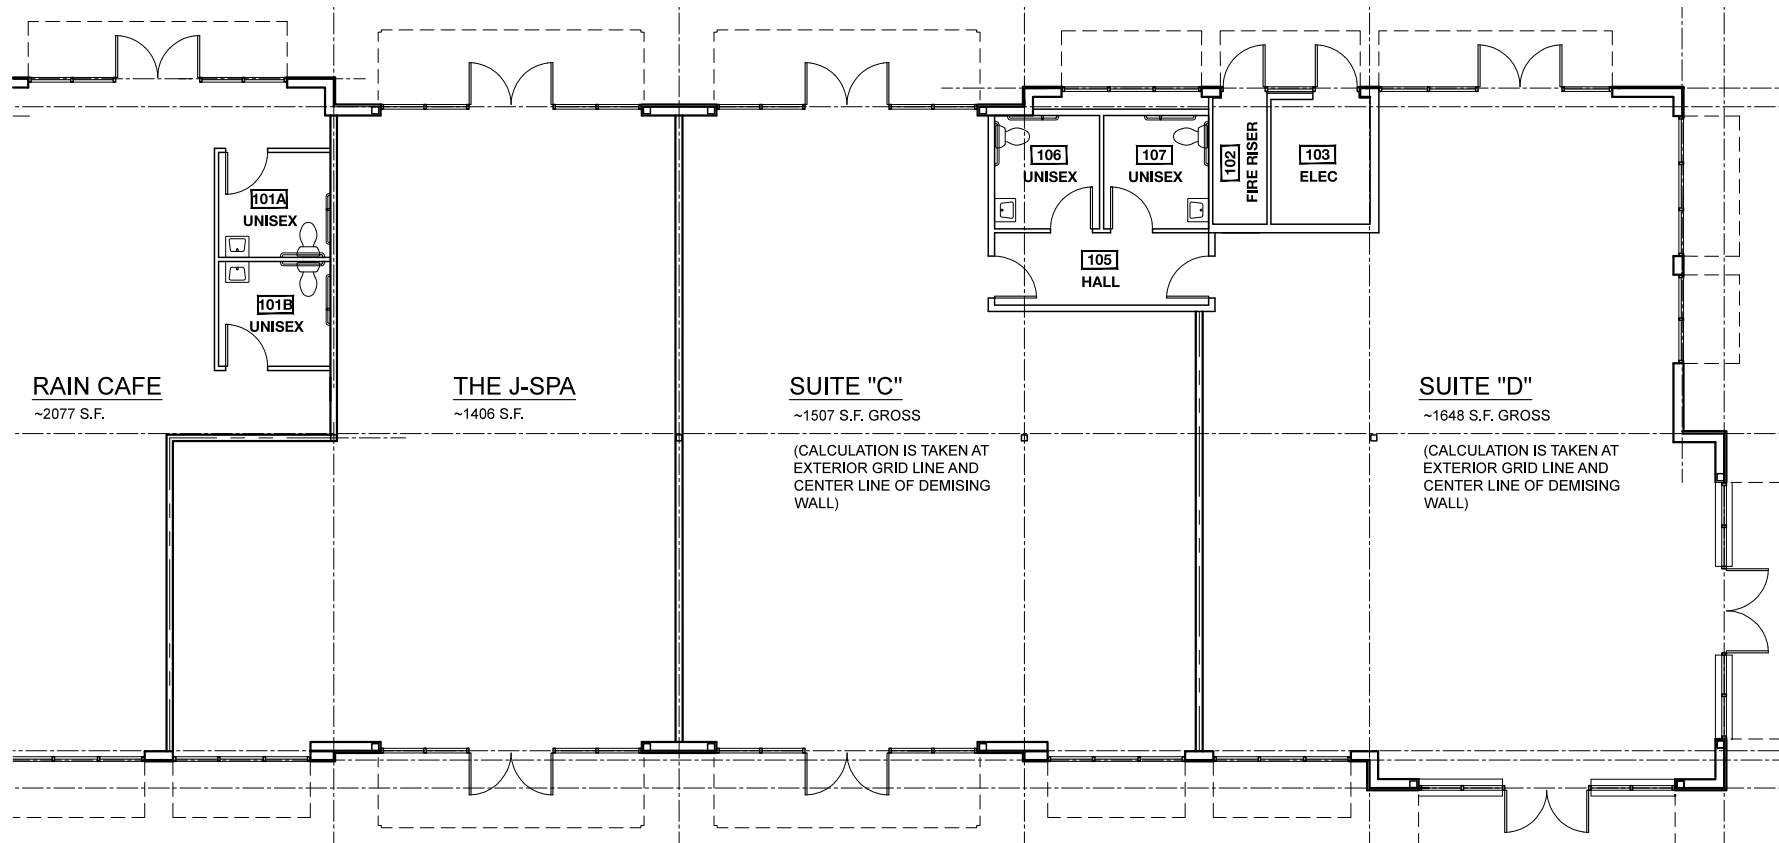 106
UNISEX
107
UNISEX
102
FIRE RISER
103
ELEC
101A
UNISEX
101B
UNISEX
105
HALL
RAIN CAFE
~2077 S.F.
THE J-SPA
~1406 S.F.
SUITE "C"
~1507 S.F. GROSS
(CALCULATION IS TAKEN AT
EXTERIOR GRID LINE AND
CENTER LINE OF DEMISING
WALL)
SUITE "D"
~1648 S.F. GROSS
(CALCULATION IS TAKEN AT
EXTERIOR GRID LINE AND
CENTER LINE OF DEMISING
WALL)